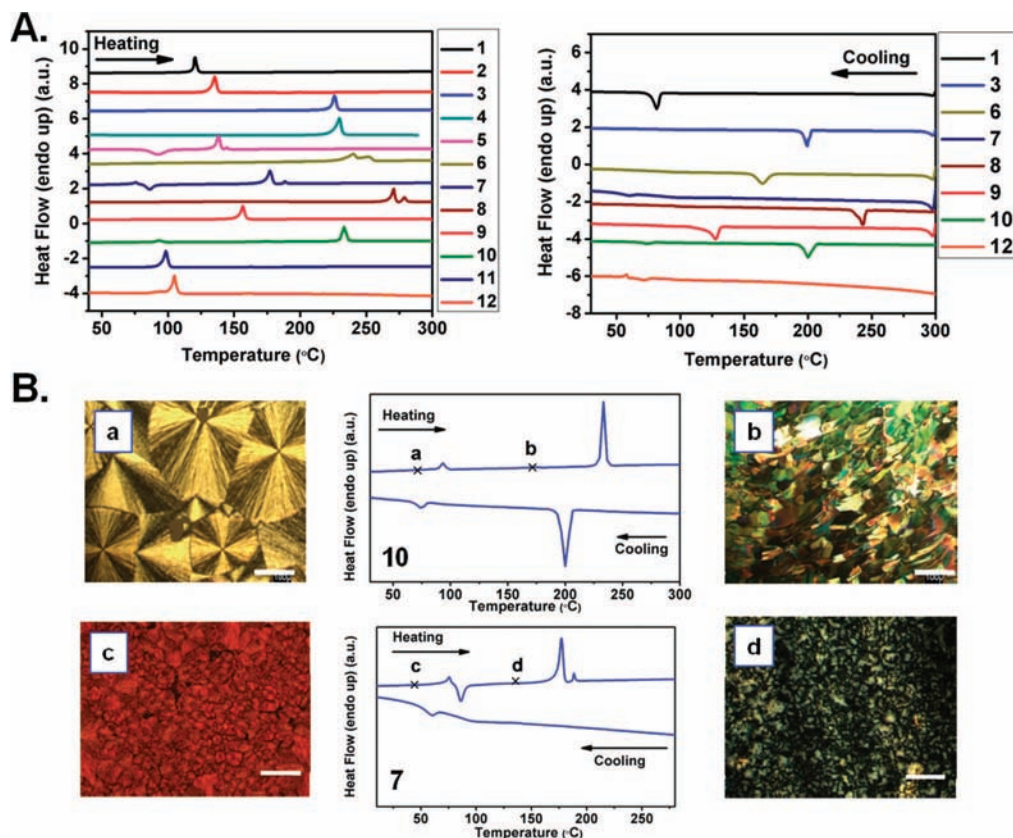 A.
Heating
Heat Flow (endo up) (a.u.)
10
8
6
4
2
0
-2
-4
50
100
150
200
250
300
Temperature (°C)
1
2
3
4
5
6
7
8
9
10
11
12
Cooling
Heat Flow (endo up) (a.u.)
6
4
2
0
-2
-4
-6
-8
50
100
150
200
250
300
Temperature (°C)
1
3
6
7
8
9
10
12
B.
a
Heating
a
b
Heat Flow (endo up) (a.u.)
10
Cooling
50
100
150
200
250
300
Temperature (°C)
b
c
Heating
c
d
Heat Flow (endo up) (a.u.)
7
Cooling
50
100
150
200
250
Temperature (°C)
d